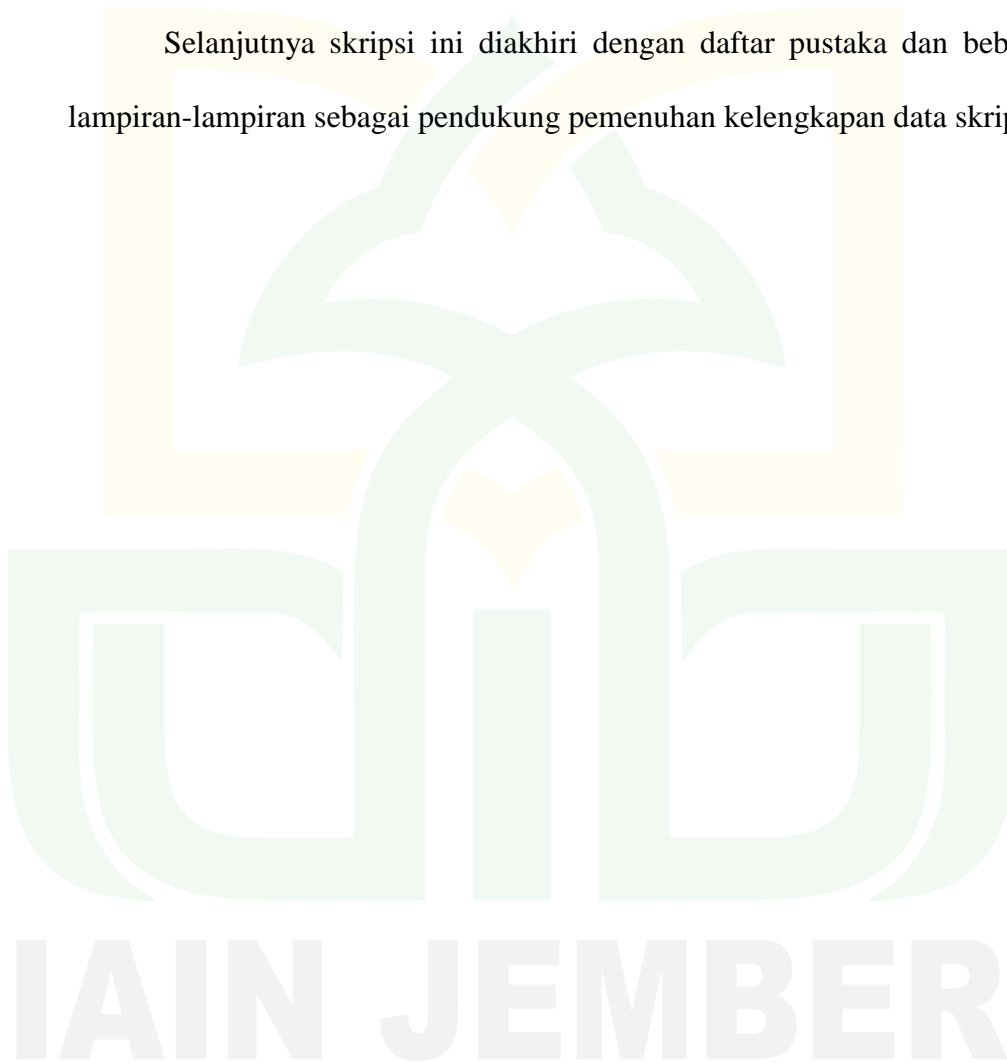 Selanjutnya skripsi ini diakhiri dengan daftar pustaka dan beb
lampiran-lampiran sebagai pendukung pemenuhan kelengkapan data skrip
IAIN JEMBER